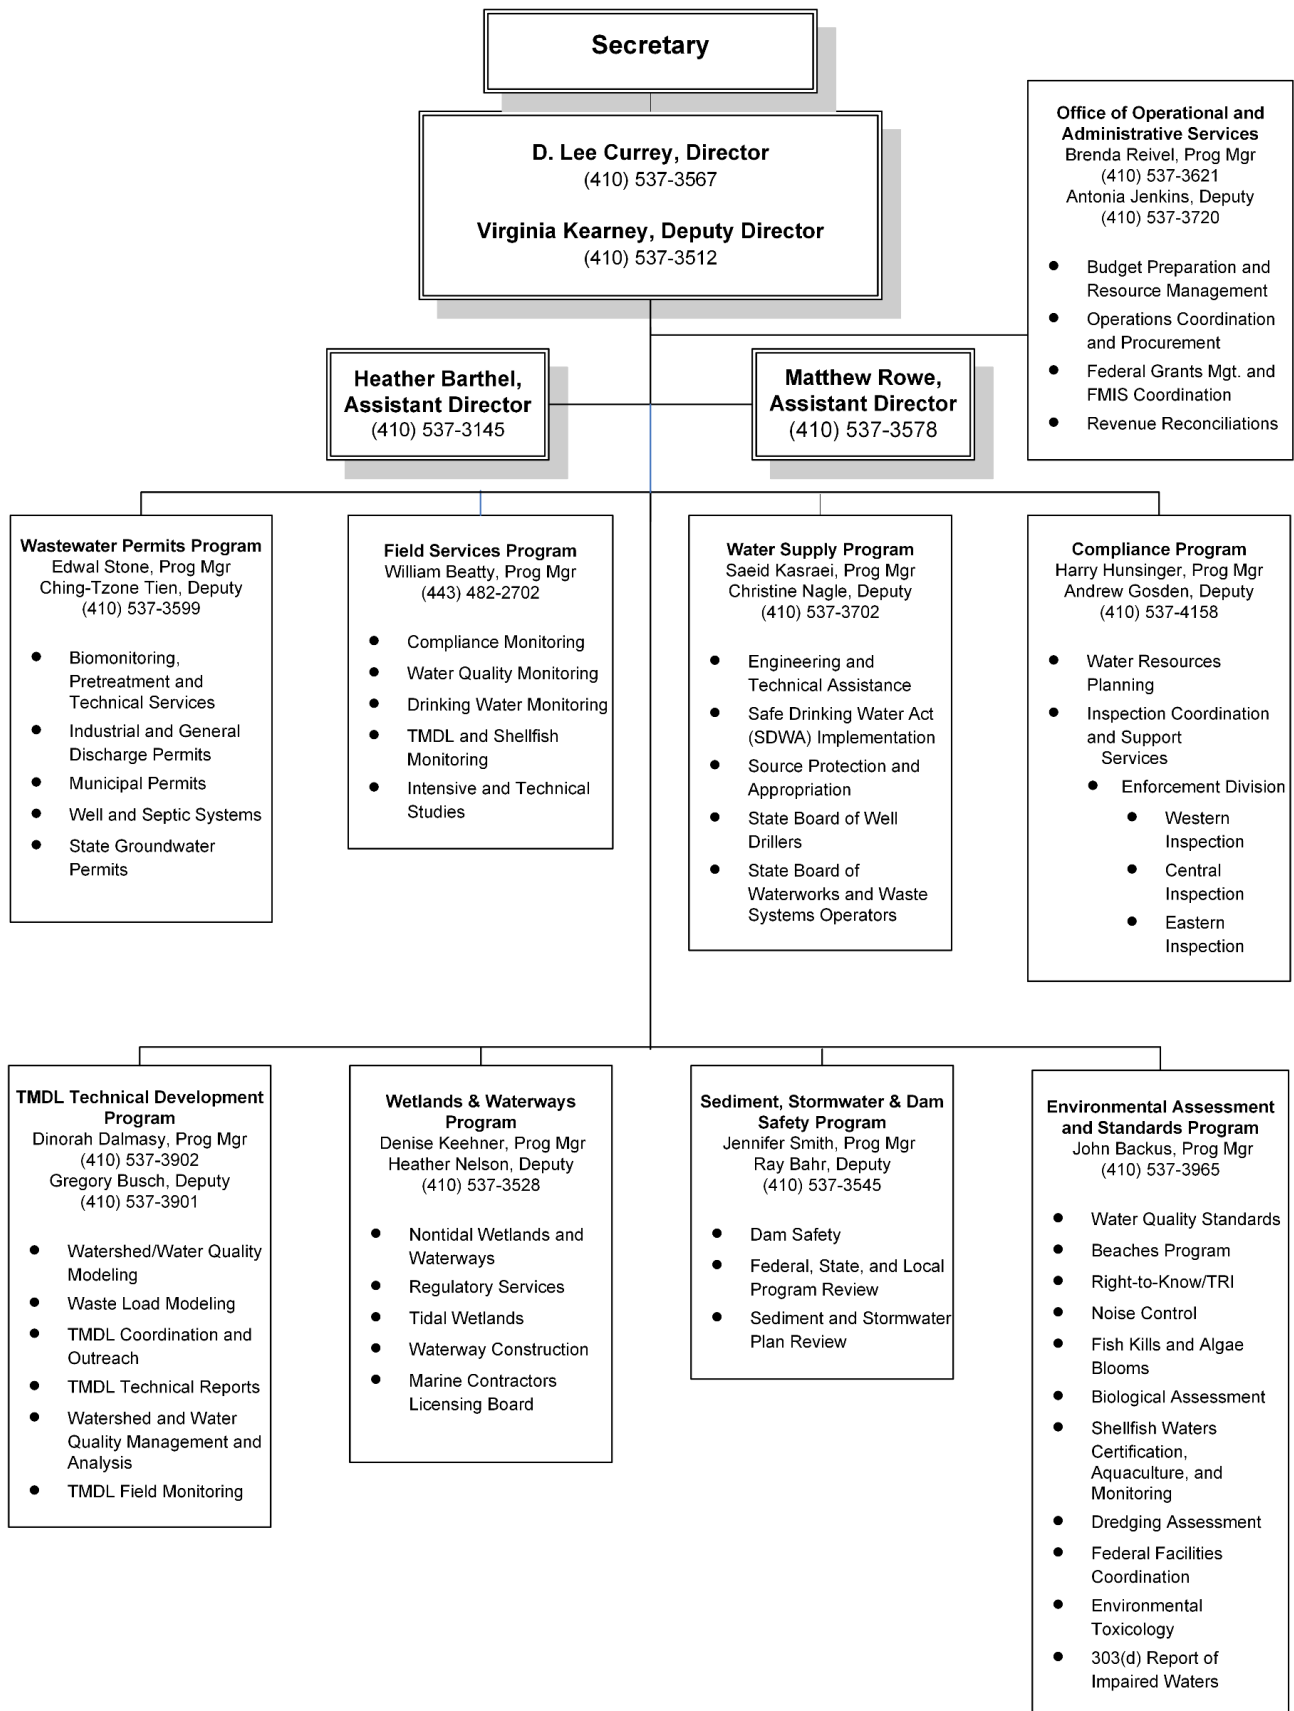 Secretary
D. Lee Currey, Director
(410) 537-3567
Virginia Kearney, Deputy Director
(410) 537-3512
Office of Operational and
Administrative Services
Brenda Reivel, Prog Mgr
(410) 537-3621
Antonia Jenkins, Deputy
(410) 537-3720
● Budget Preparation and
Resource Management
● Operations Coordination
and Procurement
● Federal Grants Mgt. and
FMIS Coordination
● Revenue Reconciliations
Heather Barthel,
Assistant Director
(410) 537-3145
Matthew Rowe,
Assistant Director
(410) 537-3578
Wastewater Permits Program
Edwal Stone, Prog Mgr
Ching-Tzone Tien, Deputy
(410) 537-3599
● Biomonitoring,
Pretreatment and
Technical Services
● Industrial and General
Discharge Permits
● Municipal Permits
● Well and Septic Systems
● State Groundwater
Permits
Field Services Program
William Beatty, Prog Mgr
(443) 482-2702
● Compliance Monitoring
● Water Quality Monitoring
● Drinking Water Monitoring
● TMDL and Shellfish
Monitoring
● Intensive and Technical
Studies
Water Supply Program
Saeid Kasraei, Prog Mgr
Christine Nagle, Deputy
(410) 537-3702
● Engineering and
Technical Assistance
● Safe Drinking Water Act
(SDWA) Implementation
● Source Protection and
Appropriation
● State Board of Well
Drillers
● State Board of
Waterworks and Waste
Systems Operators
Compliance Program
Harry Hunsinger, Prog Mgr
Andrew Gosden, Deputy
(410) 537-4158
● Water Resources
Planning
● Inspection Coordination
and Support
Services
● Enforcement Division
● Western
Inspection
● Central
Inspection
● Eastern
Inspection
TMDL Technical Development
Program
Dinorah Dalmasy, Prog Mgr
(410) 537-3902
Gregory Busch, Deputy
(410) 537-3901
● Watershed/Water Quality
Modeling
● Waste Load Modeling
● TMDL Coordination and
Outreach
● TMDL Technical Reports
● Watershed and Water
Quality Management and
Analysis
● TMDL Field Monitoring
Wetlands & Waterways
Program
Denise Keehner, Prog Mgr
Heather Nelson, Deputy
(410) 537-3528
● Nontidal Wetlands and
Waterways
● Regulatory Services
● Tidal Wetlands
● Waterway Construction
● Marine Contractors
Licensing Board
Sediment, Stormwater & Dam
Safety Program
Jennifer Smith, Prog Mgr
Ray Bahr, Deputy
(410) 537-3545
● Dam Safety
● Federal, State, and Local
Program Review
● Sediment and Stormwater
Plan Review
Environmental Assessment
and Standards Program
John Backus, Prog Mgr
(410) 537-3965
● Water Quality Standards
● Beaches Program
● Right-to-Know/TRI
● Noise Control
● Fish Kills and Algae
Blooms
● Biological Assessment
● Shellfish Waters
Certification,
Aquaculture, and
Monitoring
● Dredging Assessment
● Federal Facilities
Coordination
● Environmental
Toxicology
● 303(d) Report of
Impaired Waters